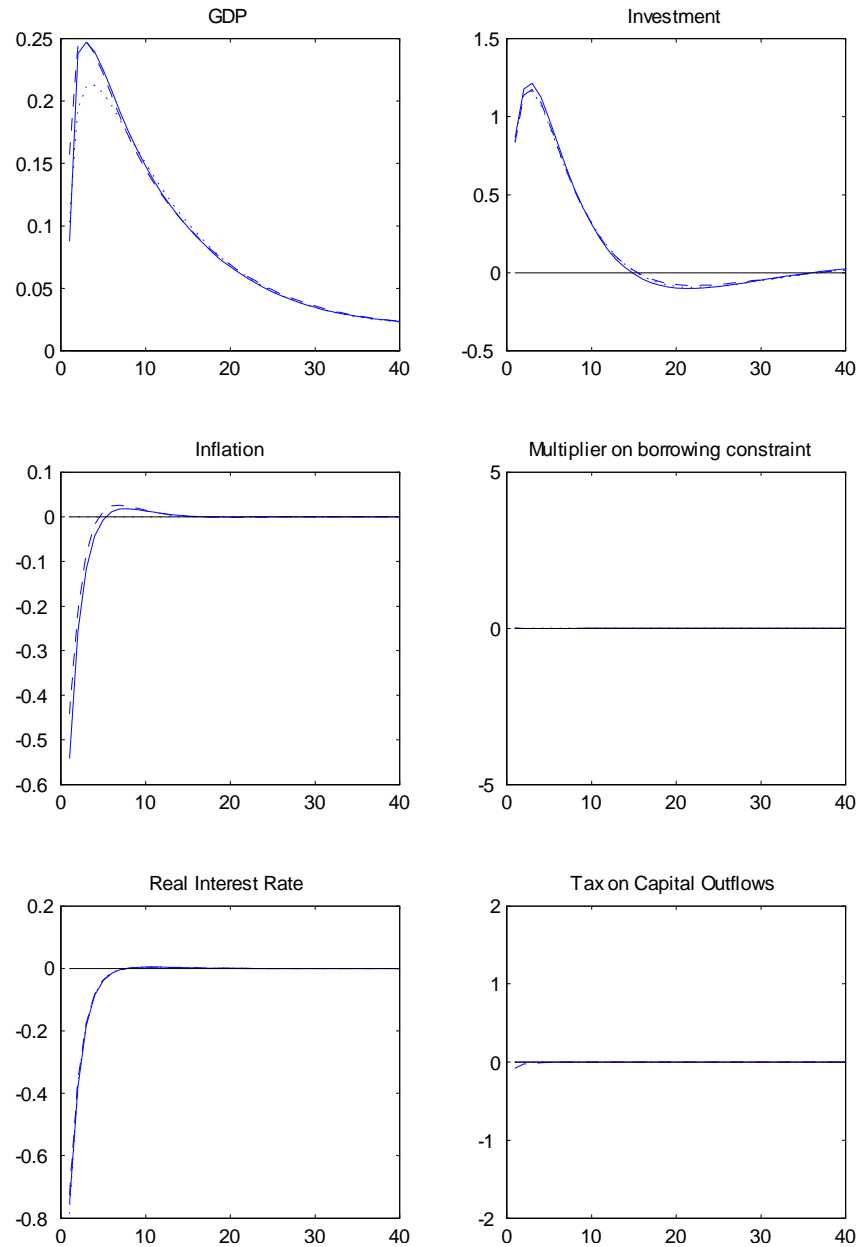 GDP
0.25
0.2
0.15
0.1
0.05
0
0 10 20 30 40
Investment
1.5
1
0.5
0
-0.5
0 10 20 30 40
Inflation
0.1
0
-0.1
-0.2
-0.3
-0.4
-0.5
-0.6
0 10 20 30 40
Multiplier on borrowing constraint
5
0
-5
0 10 20 30 40
Real Interest Rate
0.2
0
-0.2
-0.4
-0.6
-0.8
0 10 20 30 40
Tax on Capital Outflows
2
1
0
-1
-2
0 10 20 30 40